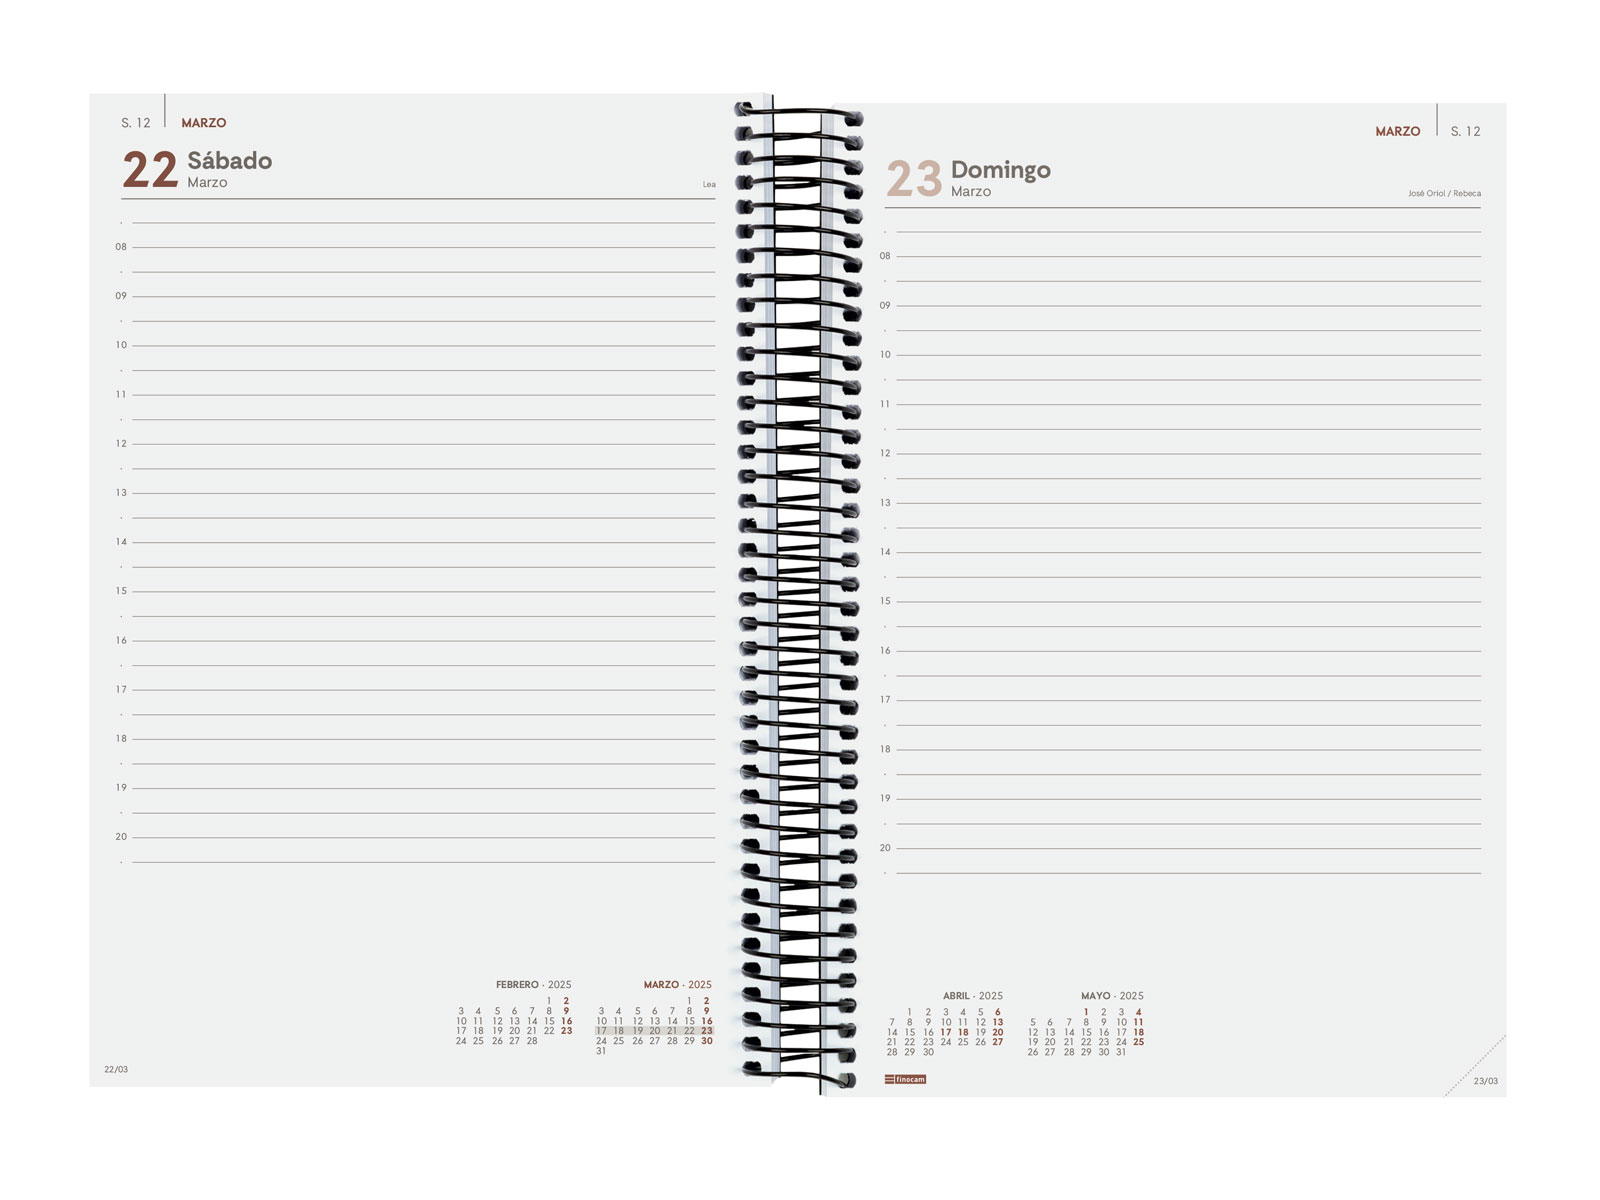 S. 12 MARZO
22 Sábado
Marzo
Lea
08
09
10
11
12
13
14
15
16
17
18
19
20
FEBRERO · 2025
1 2
3 4 5 6 7 8 9
10 11 12 13 14 15 16
17 18 19 20 21 22 23
24 25 26 27 28
MARZO · 2025
1 2
3 4 5 6 7 8 9
10 11 12 13 14 15 16
17 18 19 20 21 22 23
24 25 26 27 28 29 30
31
22/03
MARZO S. 12
23 Domingo
Marzo
José Oriol / Rebeca
08
09
10
11
12
13
14
15
16
17
18
19
20
ABRIL · 2025
1 2 3 4 5 6
7 8 9 10 11 12 13
14 15 16 17 18 19 20
21 22 23 24 25 26 27
28 29 30
MAYO · 2025
1 2 3 4
5 6 7 8 9 10 11
12 13 14 15 16 17 18
19 20 21 22 23 24 25
26 27 28 29 30 31
finocam
23/03